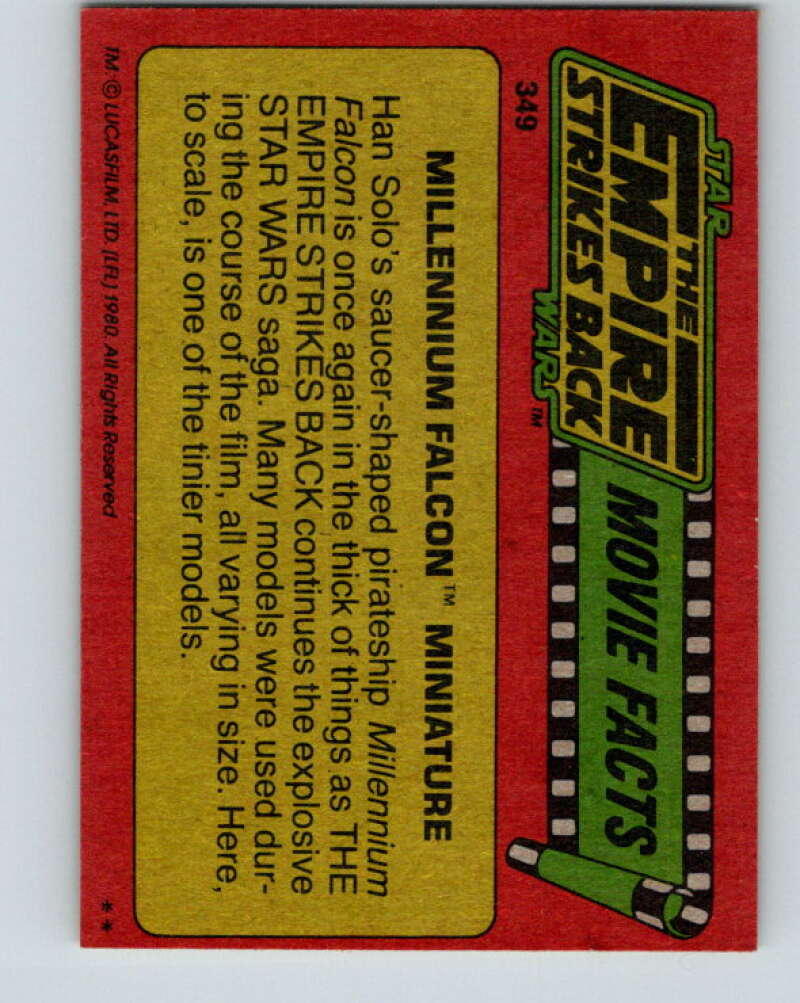 STAR
THE
EMPIRE
STRIKES BACK
WARS™
MOVIE FACTS
349
MILLENNIUM FALCON™ MINIATURE
Han Solo's saucer-shaped pirateship Millennium
Falcon is once again in the thick of things as THE
EMPIRE STRIKES BACK continues the explosive
STAR WARS saga. Many models were used dur-
ing the course of the film, all varying in size. Here,
to scale, is one of the tinier models.
TM·©LUCASFILM, LTD. (LFL) 1980. All Rights Reserved
**